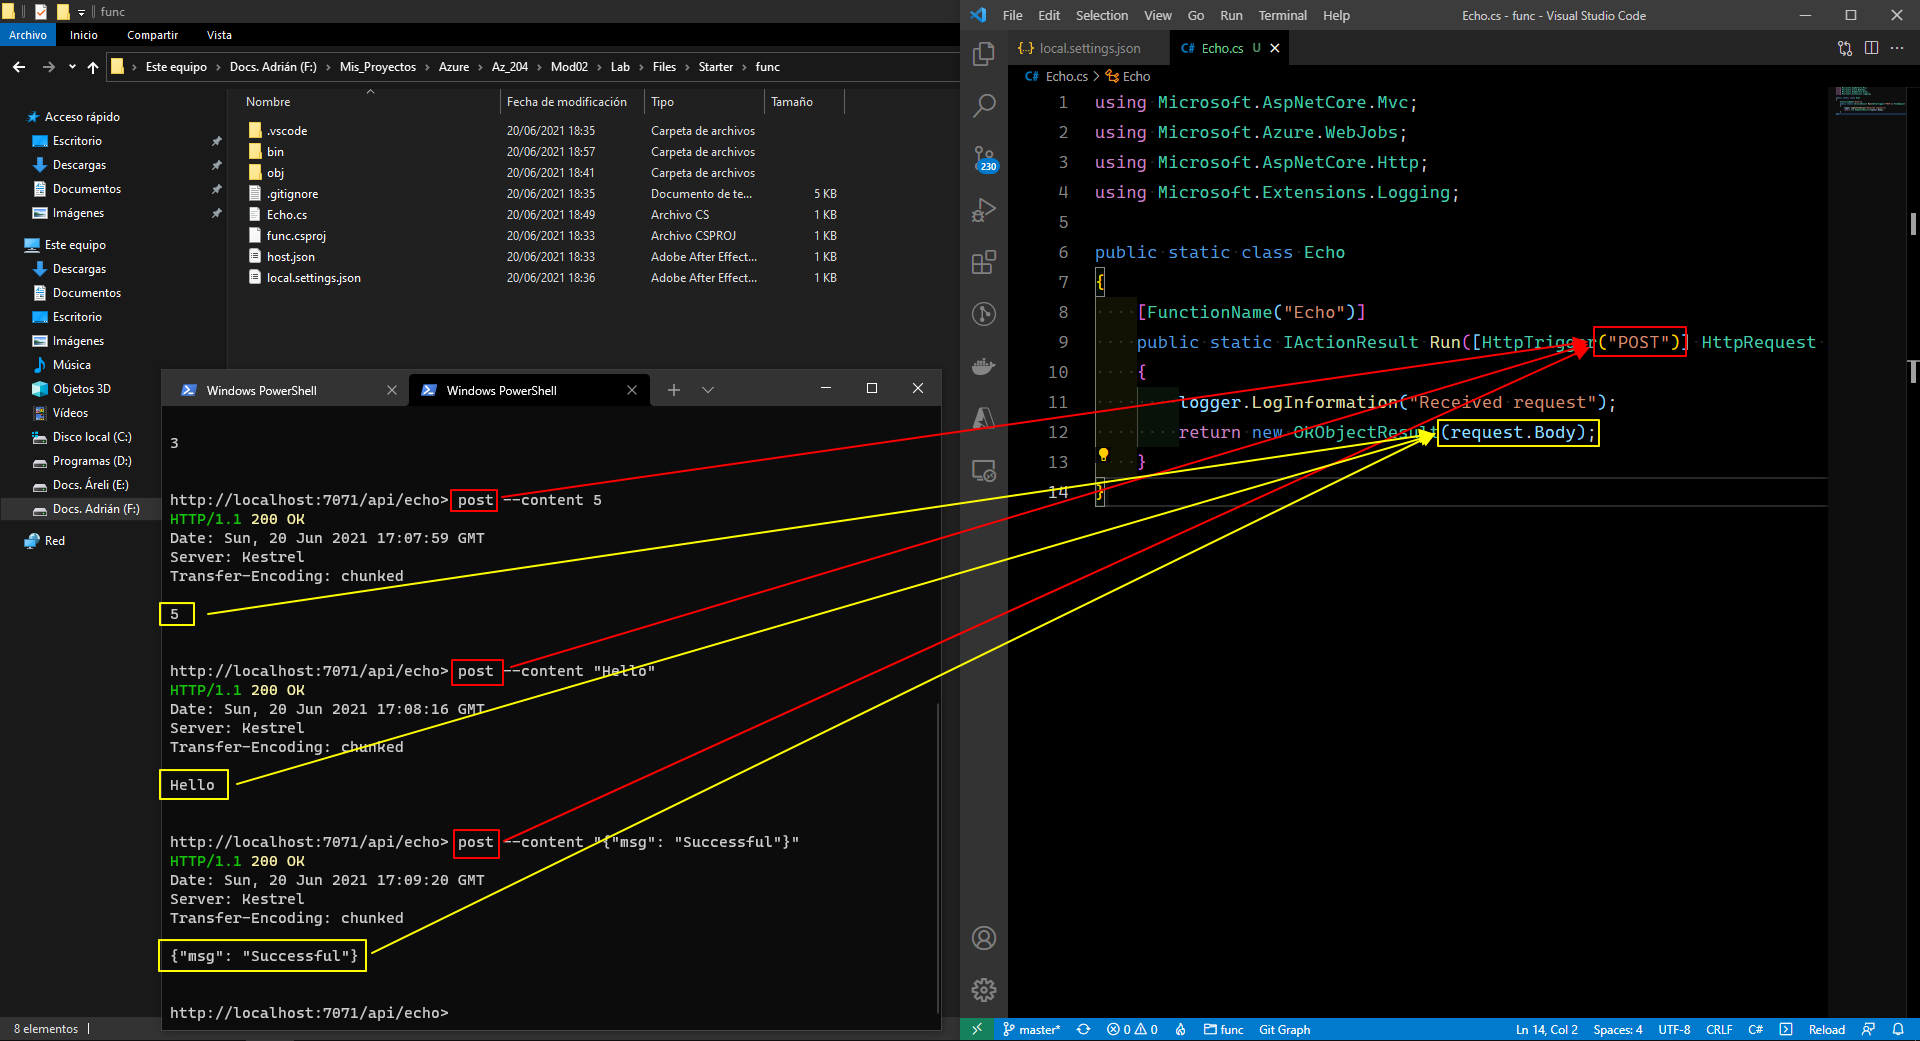 func
Archivo Inicio Compartir Vista
Este equipo Docs. Adrián (F:) Mis_Proyectos Azure Az_204 Mod02 Lab Files Starter func
Acceso rápido
Escritorio
Descargas
Documentos
Imágenes
Este equipo
Descargas
Documentos
Escritorio
Imágenes
Música
Objetos 3D
Vídeos
Disco local (C:)
Programas (D:)
Docs. Áreli (E:)
Docs. Adrián (F:)
Red
8 elementos
Nombre Fecha de modificación Tipo Tamaño
.vscode 20/06/2021 18:35 Carpeta de archivos
bin 20/06/2021 18:57 Carpeta de archivos
obj 20/06/2021 18:41 Carpeta de archivos
.gitignore 20/06/2021 18:35 Documento de te... 5 KB
Echo.cs 20/06/2021 18:49 Archivo CS 1 KB
func.csproj 20/06/2021 18:33 Archivo CSPROJ 1 KB
host.json 20/06/2021 18:33 Adobe After Effect... 1 KB
local.settings.json 20/06/2021 18:36 Adobe After Effect... 1 KB
Windows PowerShell Windows PowerShell
3
http://localhost:7071/api/echo> post --content 5
HTTP/1.1 200 OK
Date: Sun, 20 Jun 2021 17:07:59 GMT
Server: Kestrel
Transfer-Encoding: chunked
5
http://localhost:7071/api/echo> post --content "Hello"
HTTP/1.1 200 OK
Date: Sun, 20 Jun 2021 17:08:16 GMT
Server: Kestrel
Transfer-Encoding: chunked
Hello
http://localhost:7071/api/echo> post --content "{"msg": "Successful"}"
HTTP/1.1 200 OK
Date: Sun, 20 Jun 2021 17:09:20 GMT
Server: Kestrel
Transfer-Encoding: chunked
{"msg": "Successful"}
http://localhost:7071/api/echo>
File Edit Selection View Go Run Terminal Help Echo.cs - func - Visual Studio Code
{..} local.settings.json C# Echo.cs U
C# Echo.cs > Echo
230
1 using Microsoft.AspNetCore.Mvc;
2 using Microsoft.Azure.WebJobs;
3 using Microsoft.AspNetCore.Http;
4 using Microsoft.Extensions.Logging;
5
6 public static class Echo
7 {
8 [FunctionName("Echo")]
9 public static IActionResult Run([HttpTrigger("POST")] HttpRequest
10 {
11 logger.LogInformation("Received request");
12 return new OkObjectResult(request.Body);
13 }
14 }
master* 0 0 func Git Graph Ln 14, Col 2 Spaces: 4 UTF-8 CRLF C# Reload